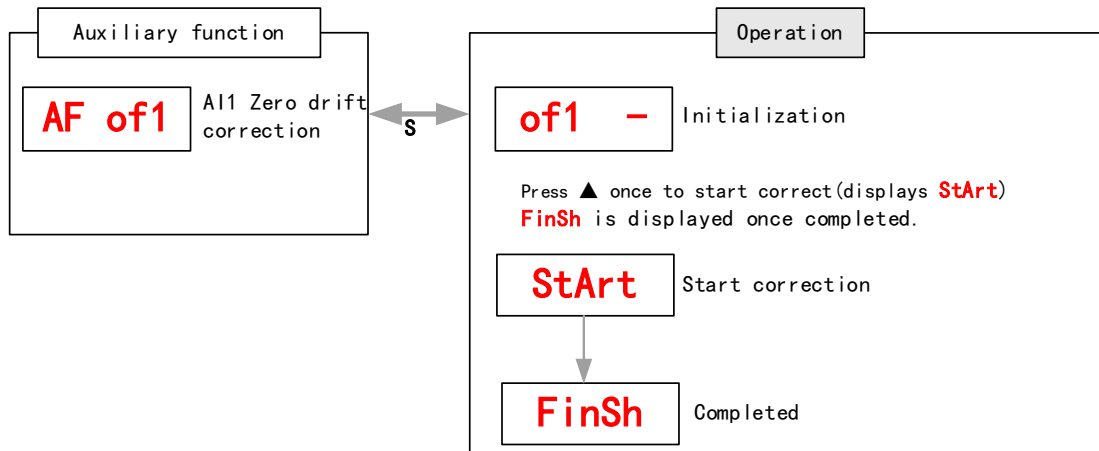 Auxiliary function
AF of1
AI1 Zero drift
correction
S
Operation
of1 -
Initialization
Press ▲ once to start correct(displays StArt)
FinSh is displayed once completed.
StArt
Start correction
FinSh
Completed